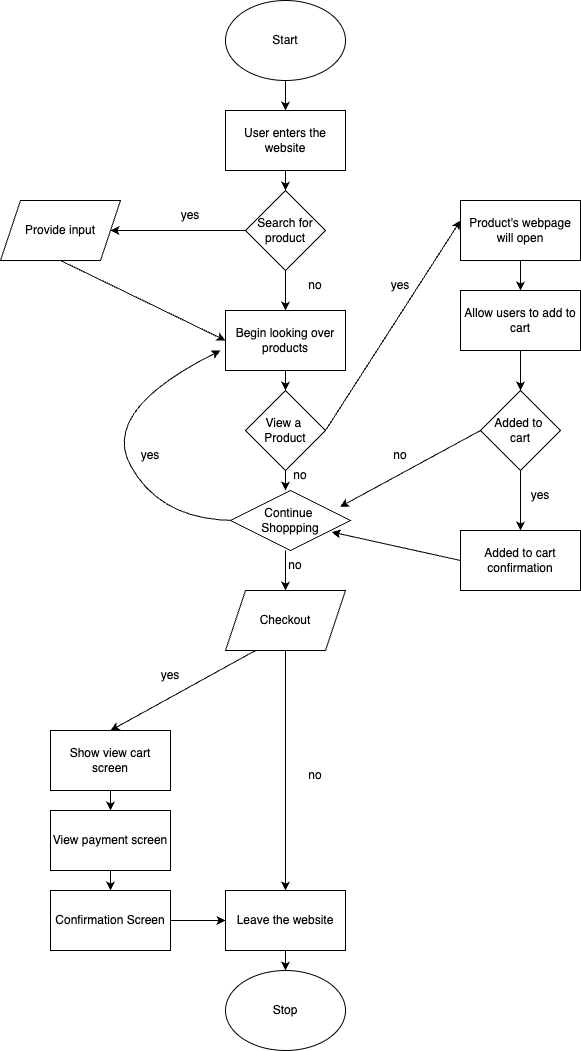 Start
User enters the
website
Search for
product
yes
Provide input
no
Begin looking over
products
yes
Product's webpage
will open
Allow users to add to
cart
View a
Product
Added to
cart
no
no
yes
yes
Continue
Shoppping
Added to cart
confirmation
no
Checkout
yes
Show view cart
screen
no
View payment screen
Confirmation Screen
Leave the website
Stop